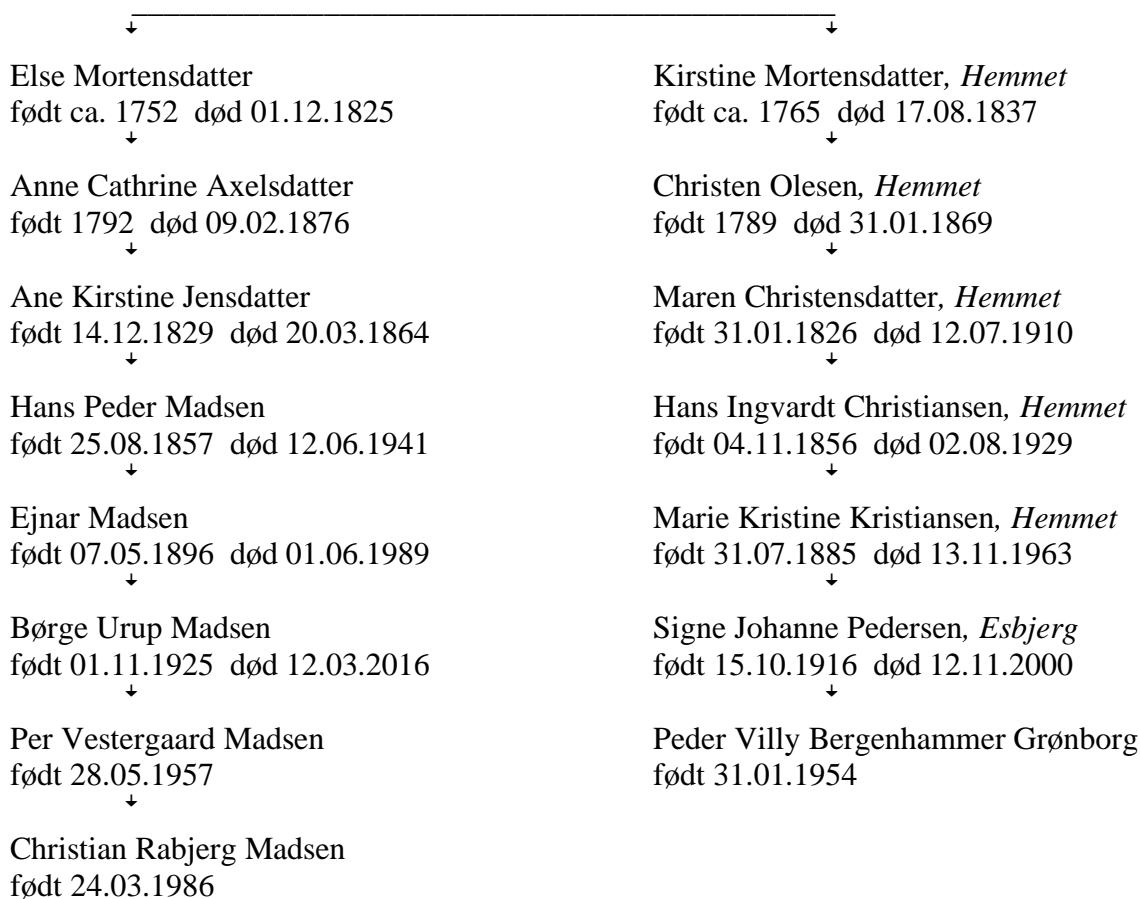 Else Mortensdatter
født ca. 1752 død 01.12.1825
Anne Cathrine Axelsdatter
født 1792 død 09.02.1876
Ane Kirstine Jensdatter
født 14.12.1829 død 20.03.1864
Hans Peder Madsen
født 25.08.1857 død 12.06.1941
Ejnar Madsen
født 07.05.1896 død 01.06.1989
Børge Urup Madsen
født 01.11.1925 død 12.03.2016
Per Vestergaard Madsen
født 28.05.1957
Christian Rabjerg Madsen
født 24.03.1986
Kirstine Mortensdatter, Hemmet
født ca. 1765 død 17.08.1837
Christen Olesen, Hemmet
født 1789 død 31.01.1869
Maren Christensdatter, Hemmet
født 31.01.1826 død 12.07.1910
Hans Ingvardt Christiansen, Hemmet
født 04.11.1856 død 02.08.1929
Marie Kristine Kristiansen, Hemmet
født 31.07.1885 død 13.11.1963
Signe Johanne Pedersen, Esbjerg
født 15.10.1916 død 12.11.2000
Peder Villy Bergenhammer Grønborg
født 31.01.1954